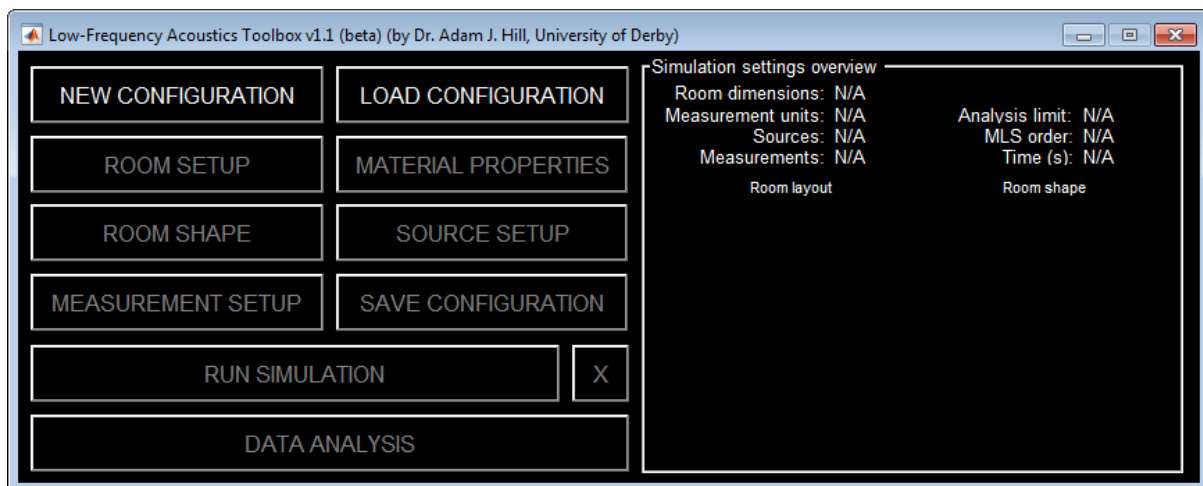 Low-Frequency Acoustics Toolbox v1.1 (beta) (by Dr. Adam J. Hill, University of Derby)
NEW CONFIGURATION
LOAD CONFIGURATION
ROOM SETUP
MATERIAL PROPERTIES
ROOM SHAPE
SOURCE SETUP
MEASUREMENT SETUP
SAVE CONFIGURATION
RUN SIMULATION
X
DATA ANALYSIS
Simulation settings overview
Room dimensions: N/A
Measurement units: N/A
Analysis limit: N/A
Sources: N/A
MLS order: N/A
Measurements: N/A
Time (s): N/A
Room layout
Room shape